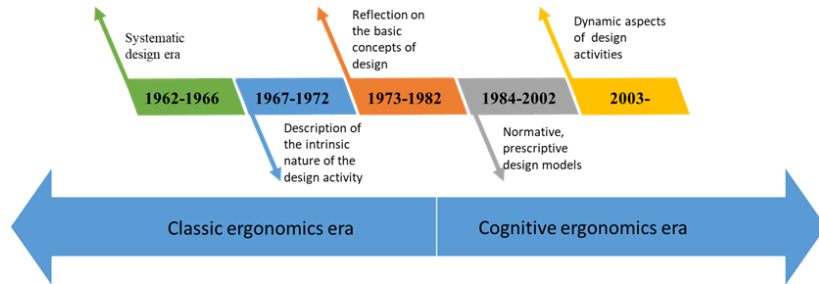 Systematic
design era
Reflection on
the basic
concepts of
design
Dynamic aspects
of design
activities
1962-1966
1967-1972
1973-1982
1984-2002
2003-
Description of
the intrinsic
nature of the
design activity
Normative,
prescriptive
design models
Classic ergonomics era
Cognitive ergonomics era